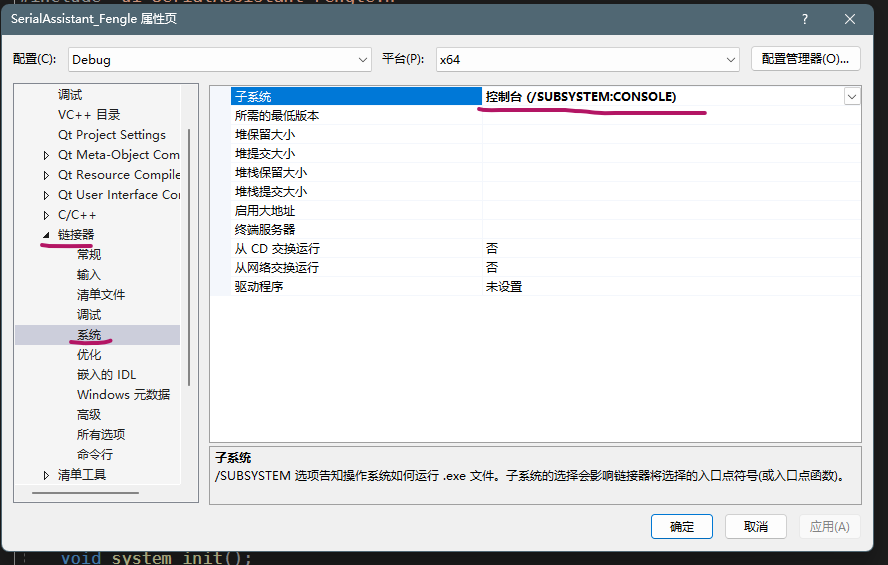 SerialAssistant_Fengle 属性页
配置(C):
Debug
平台(P):
x64
配置管理器(O)...
调试
VC++ 目录
Qt Project Settings
Qt Meta-Object Com
Qt Resource Compile
Qt User Interface Co
C/C++
链接器
常规
输入
清单文件
调试
系统
优化
嵌入的 IDL
Windows 元数据
高级
所有选项
命令行
清单工具
子系统 控制台 (/SUBSYSTEM:CONSOLE)
所需的最低版本
堆保留大小
堆提交大小
堆栈保留大小
堆栈提交大小
启用大地址
终端服务器
从 CD 交换运行 否
从网络交换运行 否
驱动程序 未设置
子系统
/SUBSYSTEM 选项告知操作系统如何运行 .exe 文件。子系统的选择会影响链接器将选择的入口点符号(或入口点函数)。
确定
取消
应用(A)
void system_init();